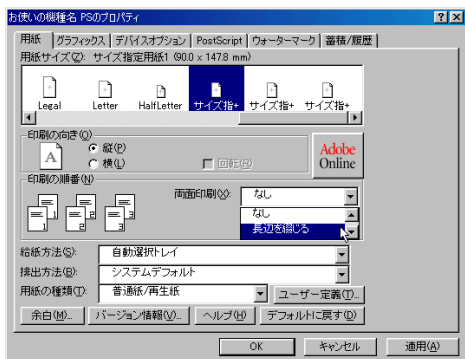 お使いの機種名 PSのプロパティ
用紙 グラフィックス デバイスオプション PostScript ウォーターマーク 蓄積/履歴
用紙サイズ(Z): サイズ指定用紙1 (90.0 x 147.8 mm)
Legal Letter HalfLetter サイズ指+ サイズ指+ サイズ指+
印刷の向き(O)
A 縦(P)
横(L) 回転(R)
Adobe
Online
印刷の順番(N)
1 2 3 1 2 3
両面印刷(X): なし
なし
長辺を綴じる
給紙方法(S): 自動選択トレイ
排出方法(B): システムデフォルト
用紙の種類(T): 普通紙/再生紙 ユーザー定義(T)...
余白(M)... バージョン情報(V)... ヘルプ(H) デフォルトに戻す(D)
OK キャンセル 適用(A)